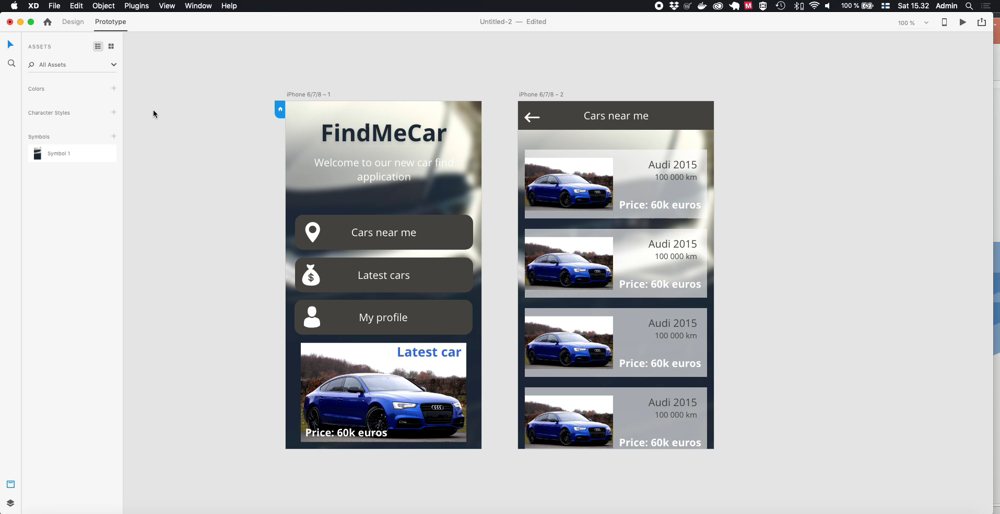 XD File Edit Object Plugins View Window Help
100 % Sat 15.32 Admin
Design Prototype
Untitled-2 — Edited
100 %
ASSETS
All Assets
Colors
Character Styles
Symbols
Symbol 1
iPhone 6/7/8 – 1
FindMeCar
Welcome to our new car find
application
Cars near me
$
Latest cars
My profile
Latest car
Price: 60k euros
iPhone 6/7/8 – 2
Cars near me
Audi 2015
100 000 km
Price: 60k euros
Audi 2015
100 000 km
Price: 60k euros
Audi 2015
100 000 km
Price: 60k euros
Audi 2015
100 000 km
Price: 60k euros